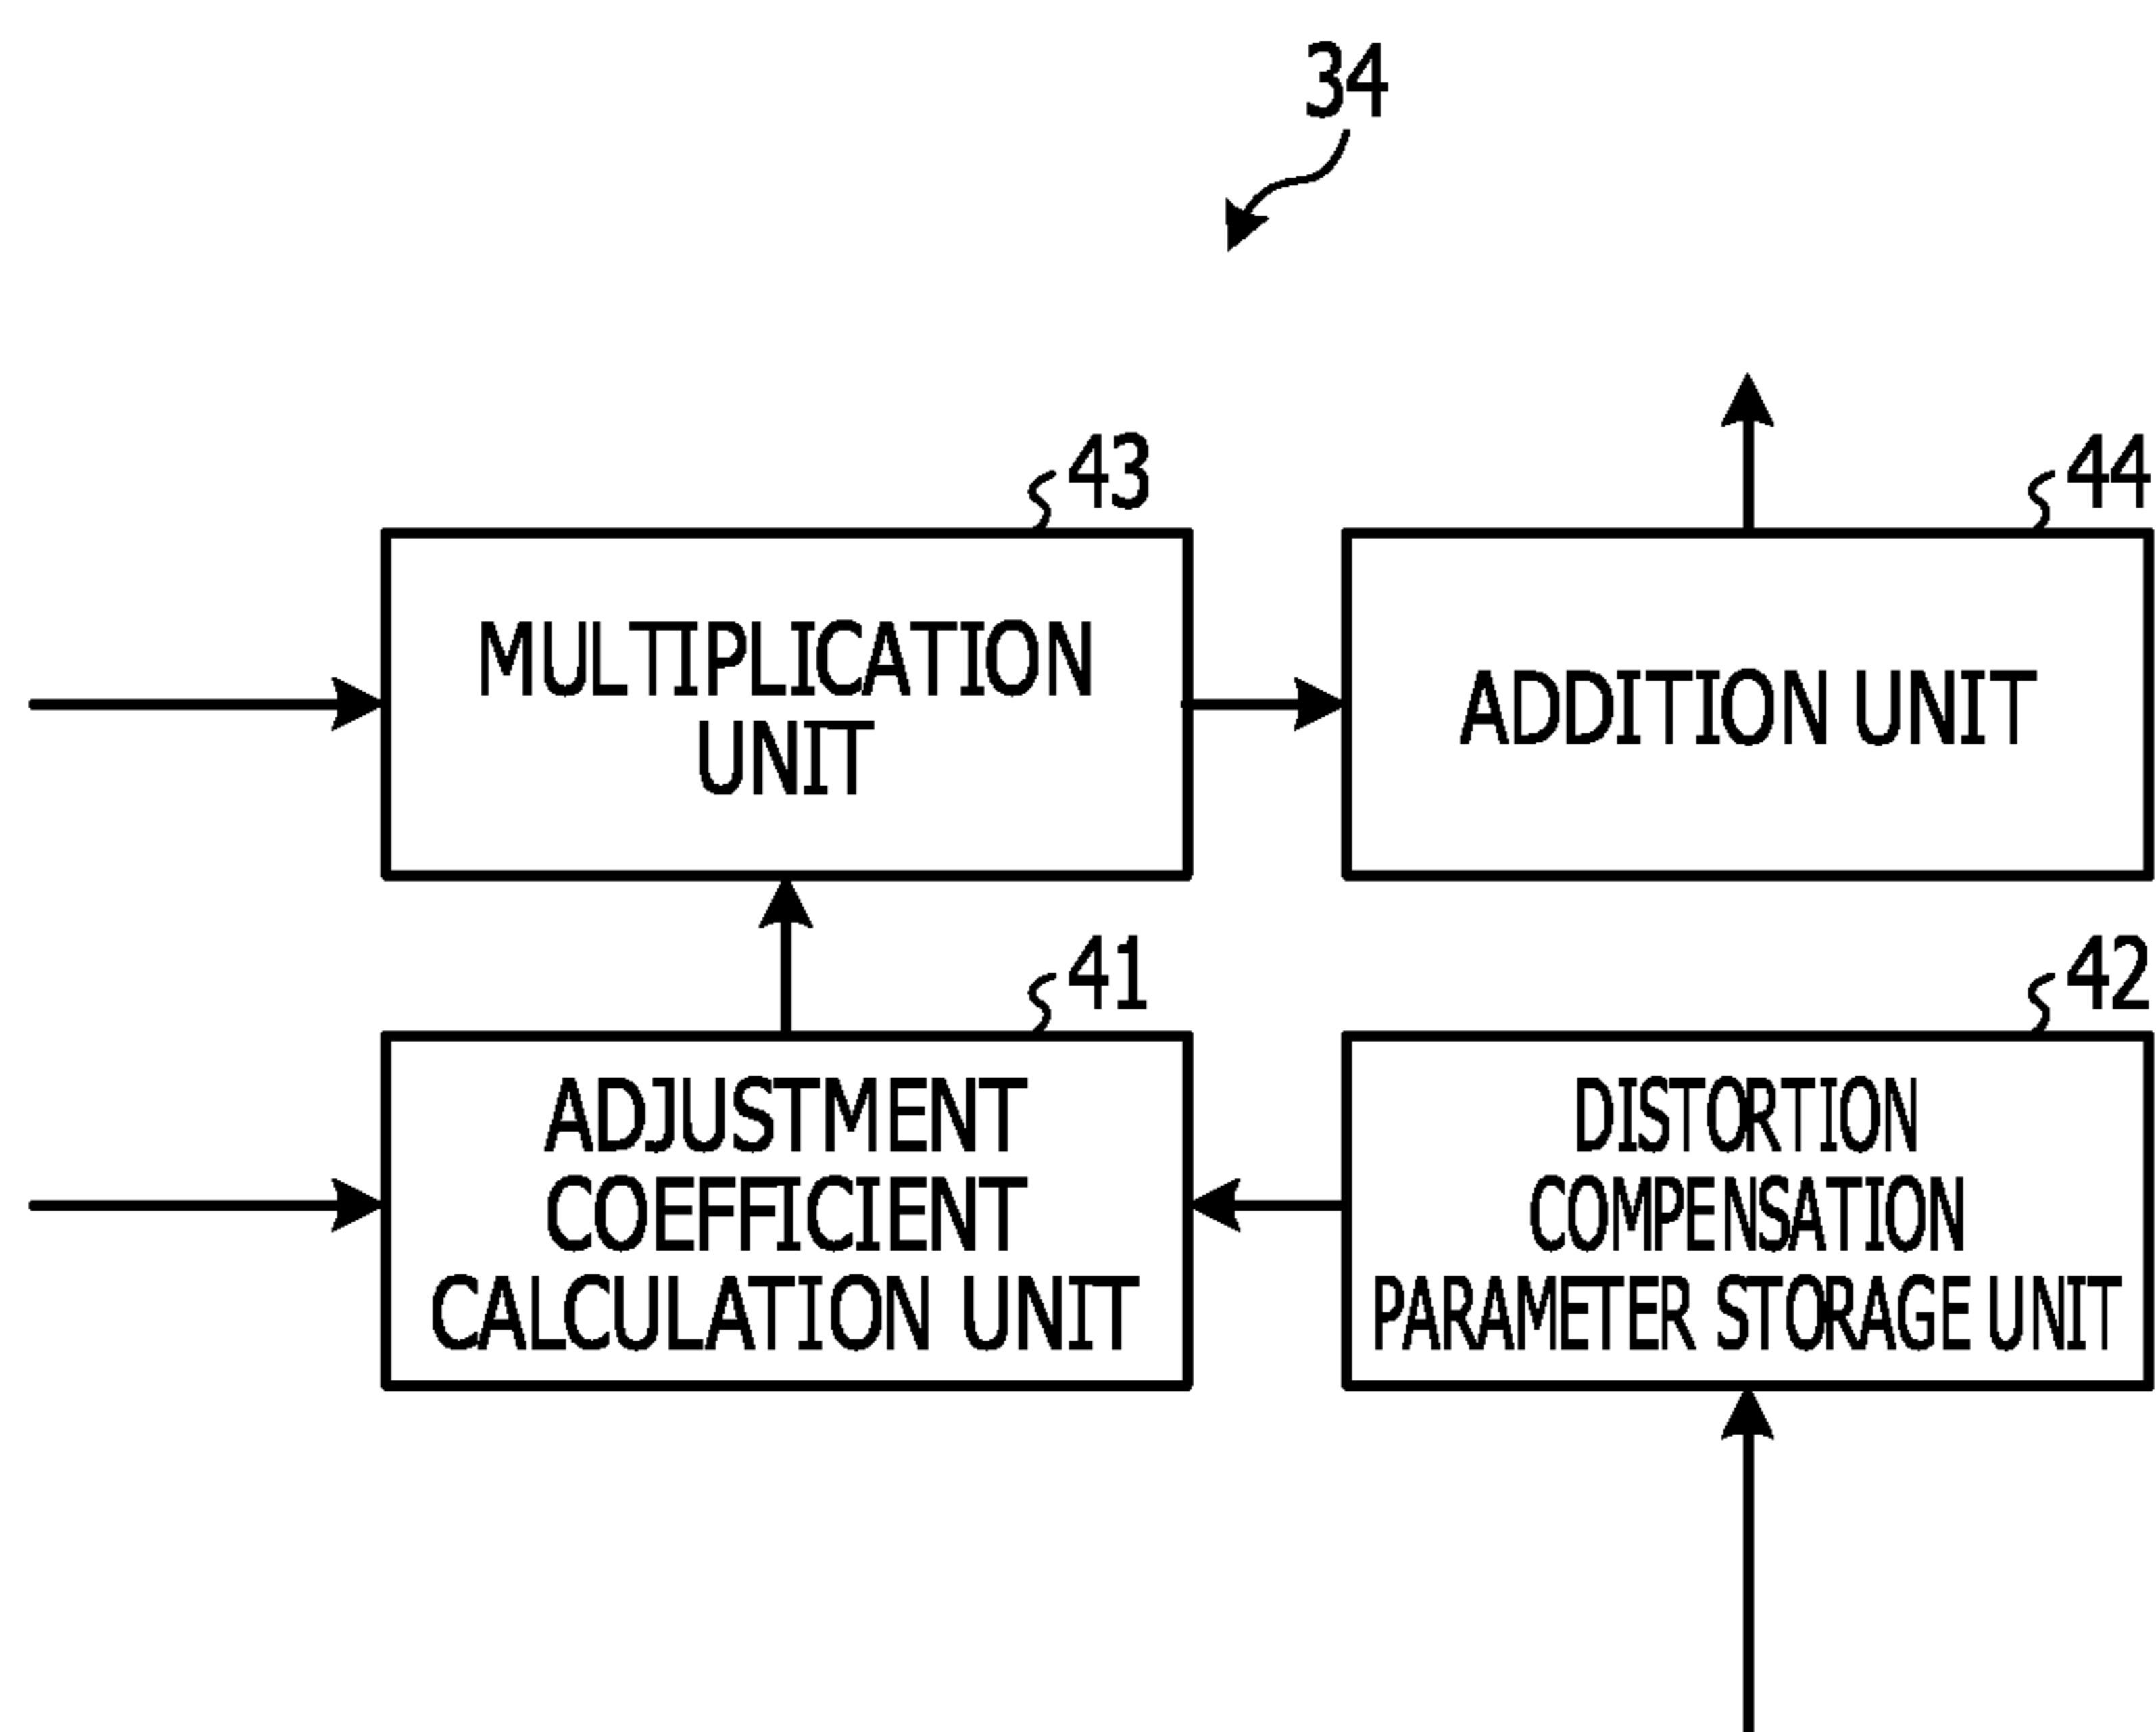 34
43
MULTIPLICATION
UNIT
44
ADDITION UNIT
41
ADJUSTMENT
COEFFICIENT
CALCULATION UNIT
42
DISTORTION
COMPENSATION
PARAMETER STORAGE UNIT